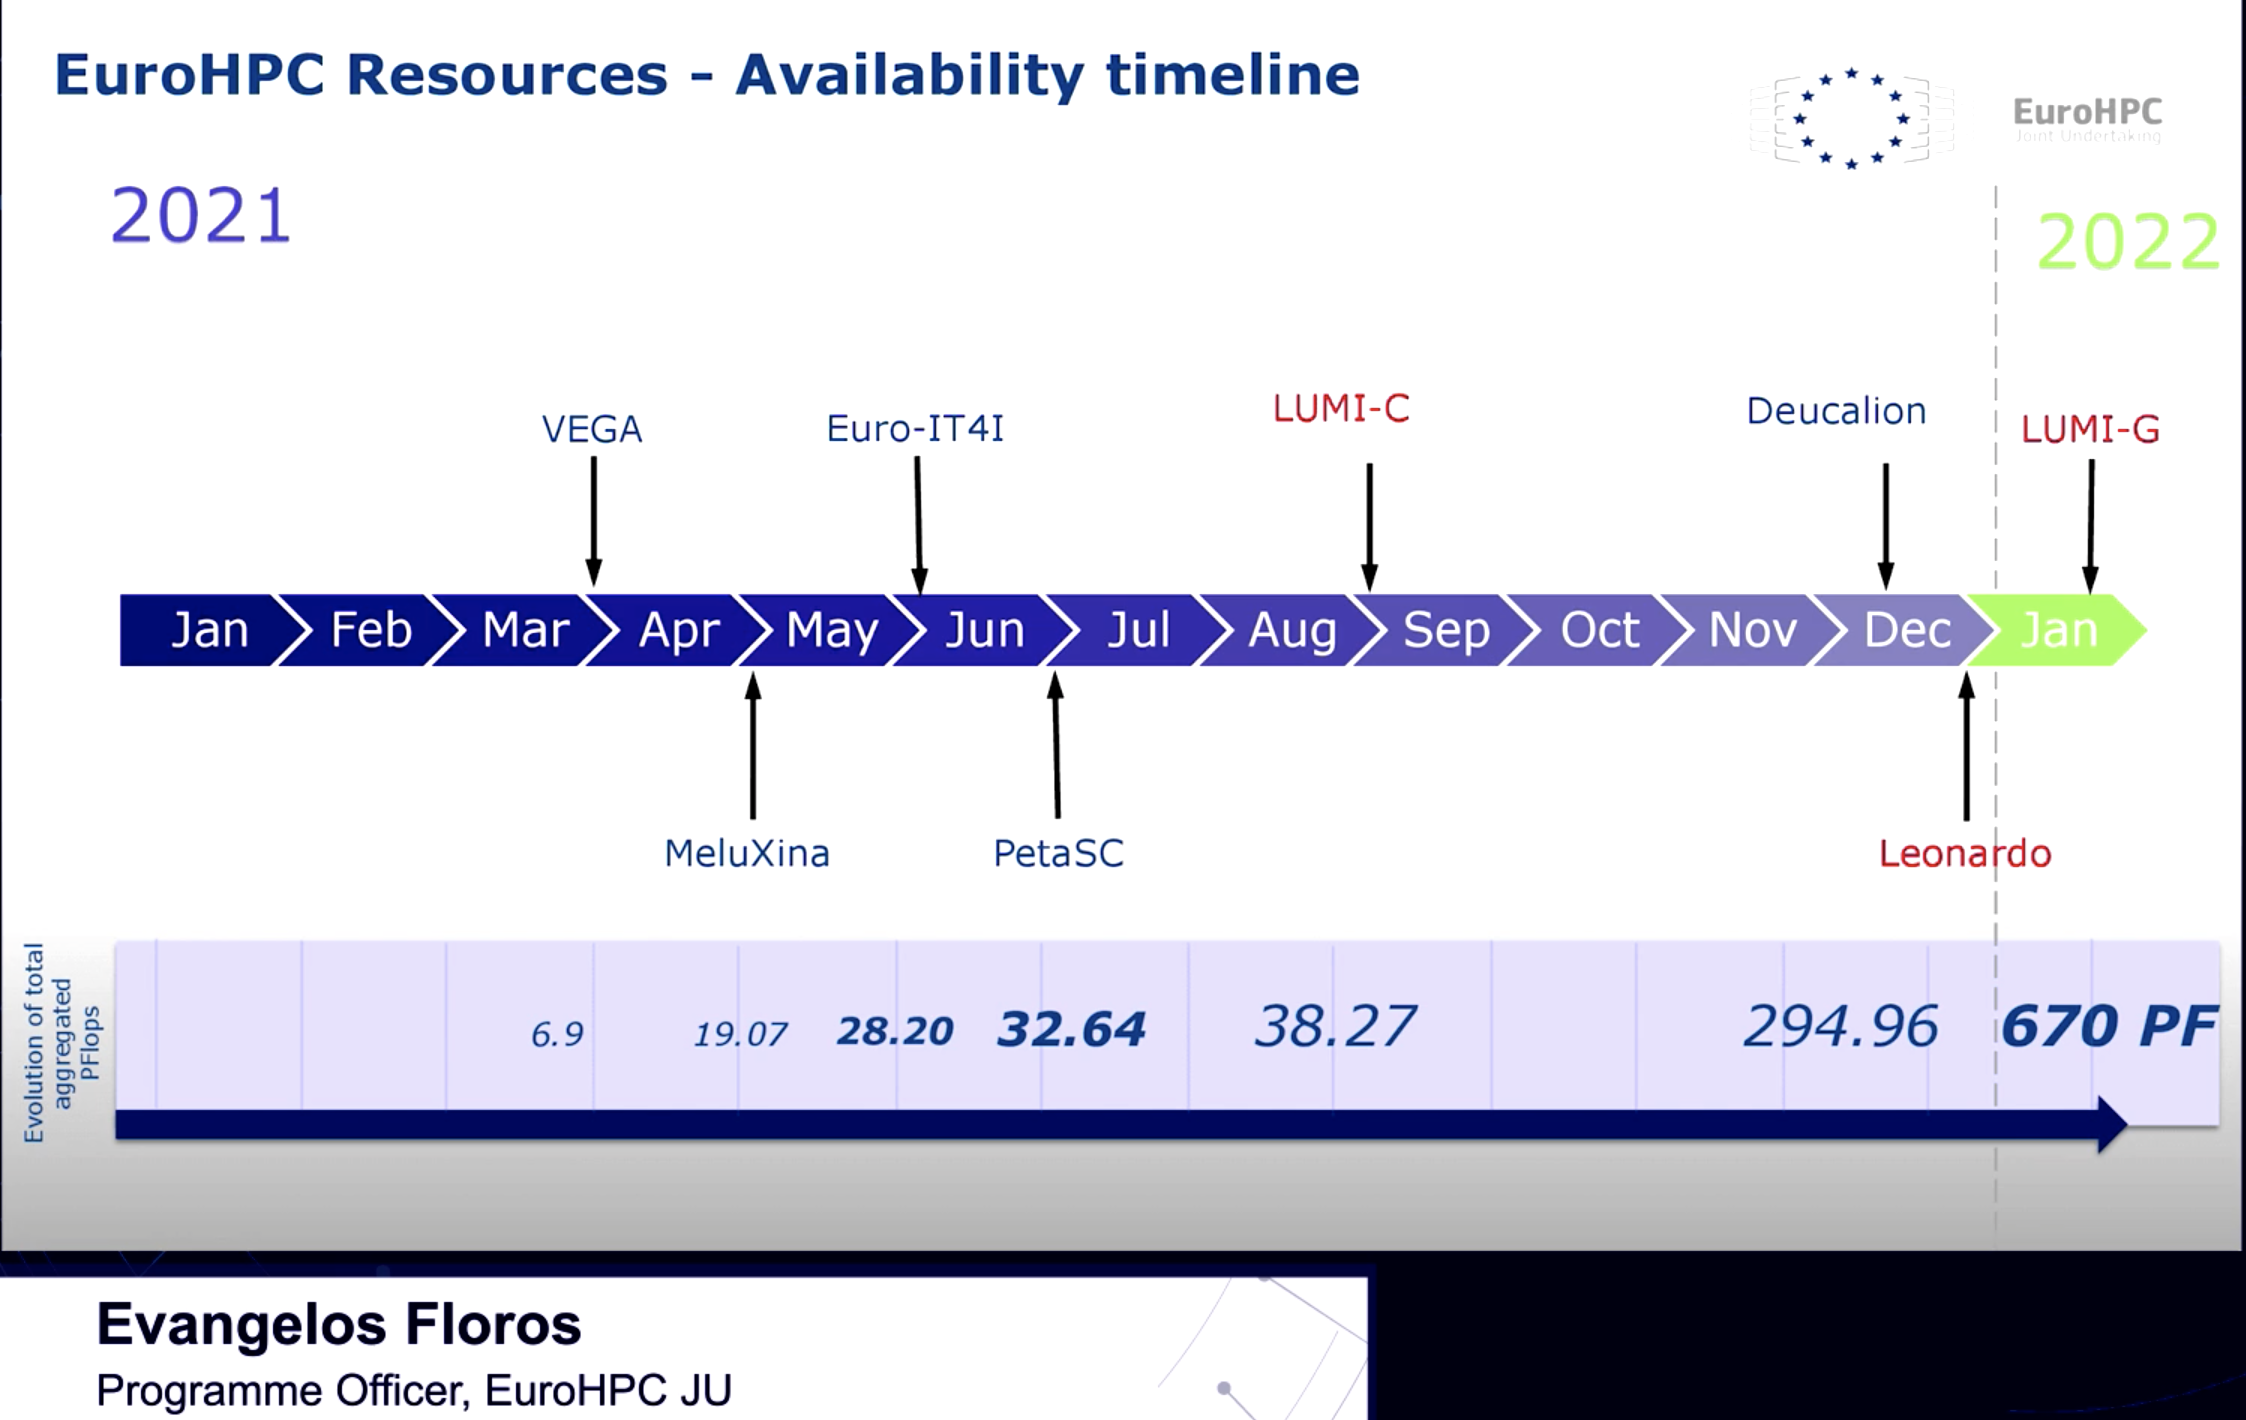 EuroHPC Resources - Availability timeline
EuroHPC
Joint Undertaking
2021
2022
VEGA
Euro-IT4I
LUMI-C
Deucalion
LUMI-G
Jan
Feb
Mar
Apr
May
Jun
Jul
Aug
Sep
Oct
Nov
Dec
Jan
MeluXina
PetaSC
Leonardo
Evolution of total
aggregated
PFlops
6.9
19.07
28.20
32.64
38.27
294.96
670 PF
Evangelos Floros
Programme Officer, EuroHPC JU